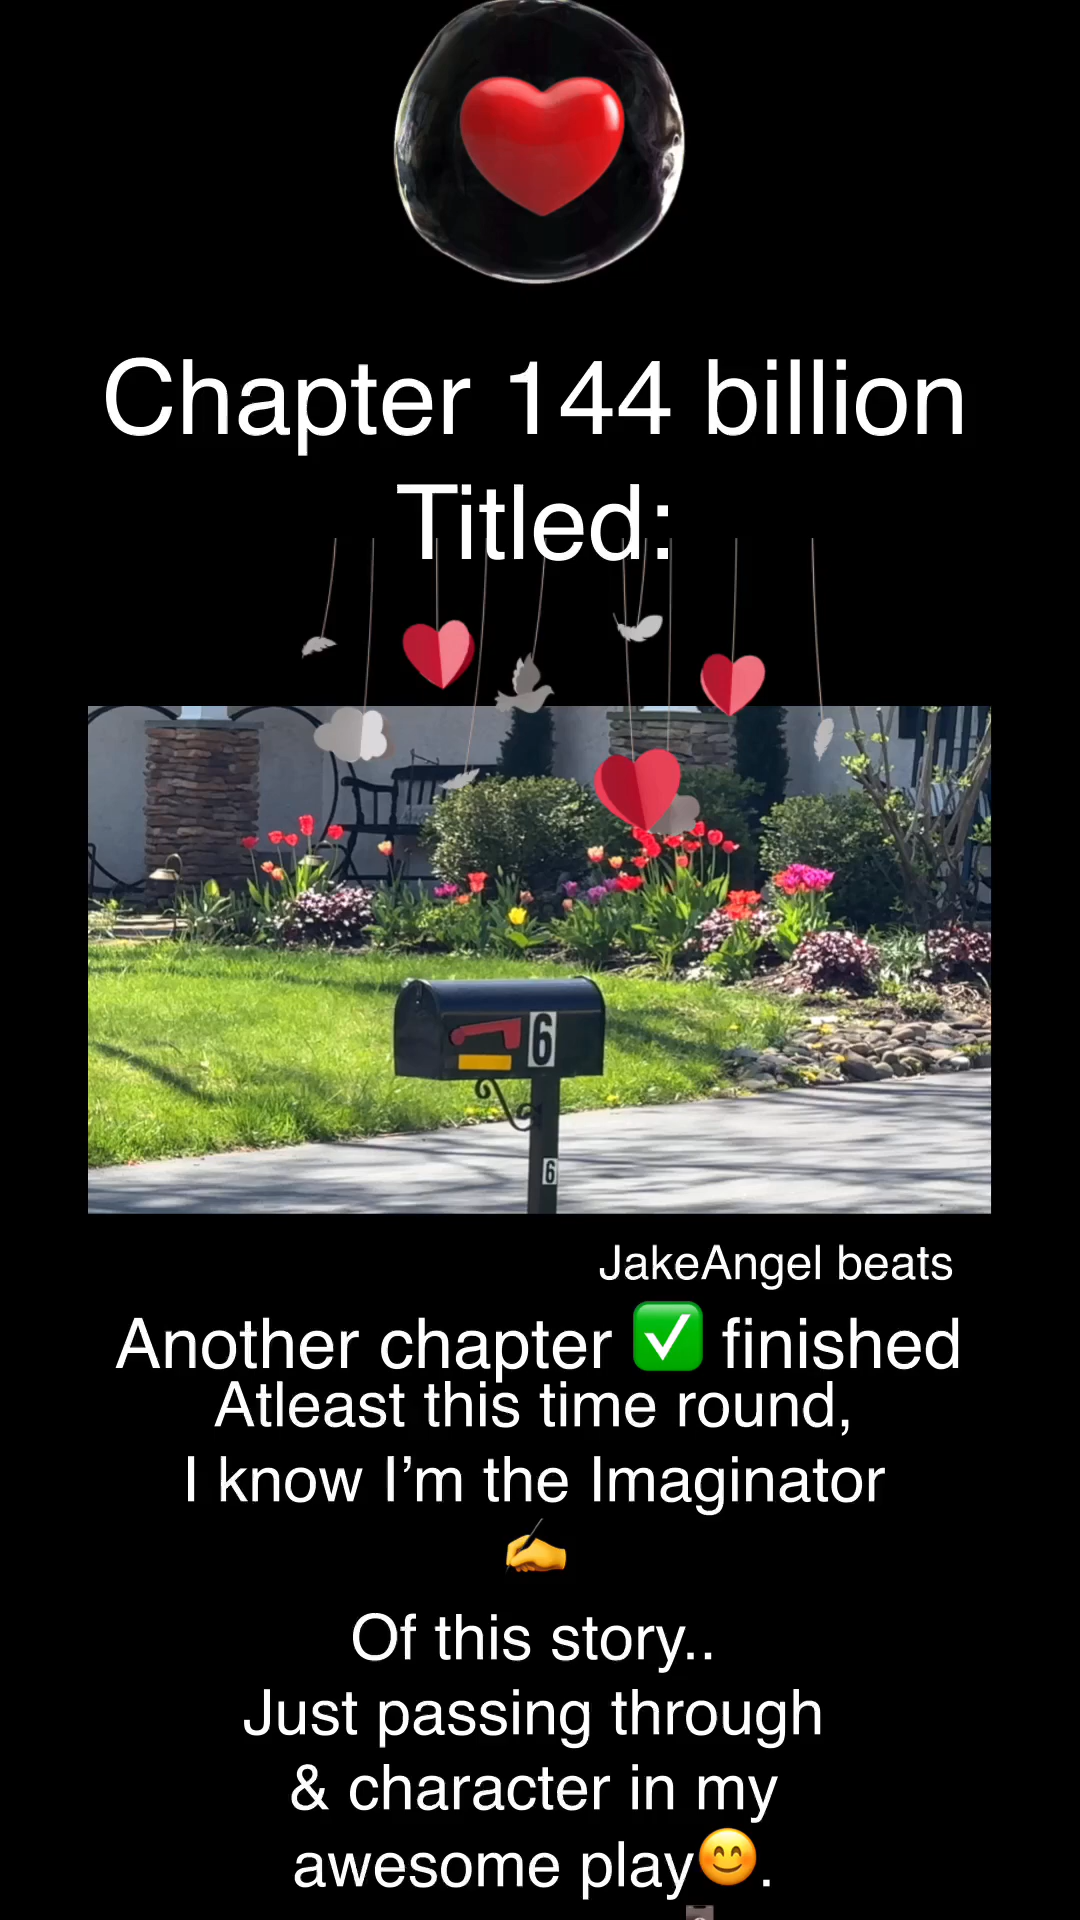 Chapter 144 billion
Titled:
6
6
JakeAngel beats
Another chapter ✅ finished
Atleast this time round,
I know I’m the Imaginator
✍️
Of this story..
Just passing through
& character in my
awesome play😊.